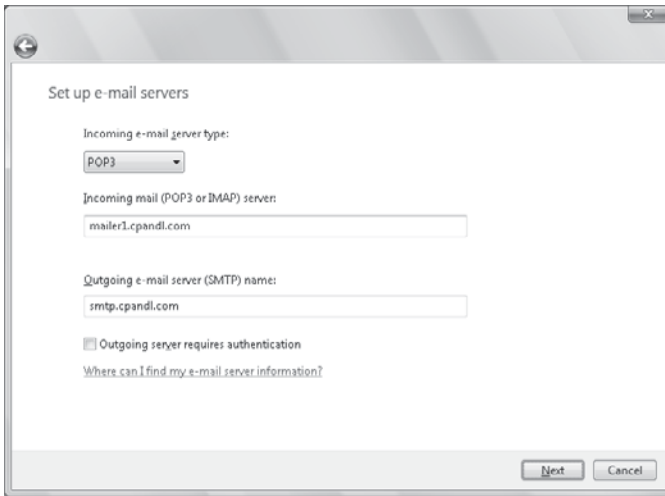 Set up e-mail servers
Incoming e-mail server type:
POP3
Incoming mail (POP3 or IMAP) server:
mailer1.cpandl.com
Outgoing e-mail server (SMTP) name:
smtp.cpandl.com
Outgoing server requires authentication
Where can I find my e-mail server information?
Next Cancel